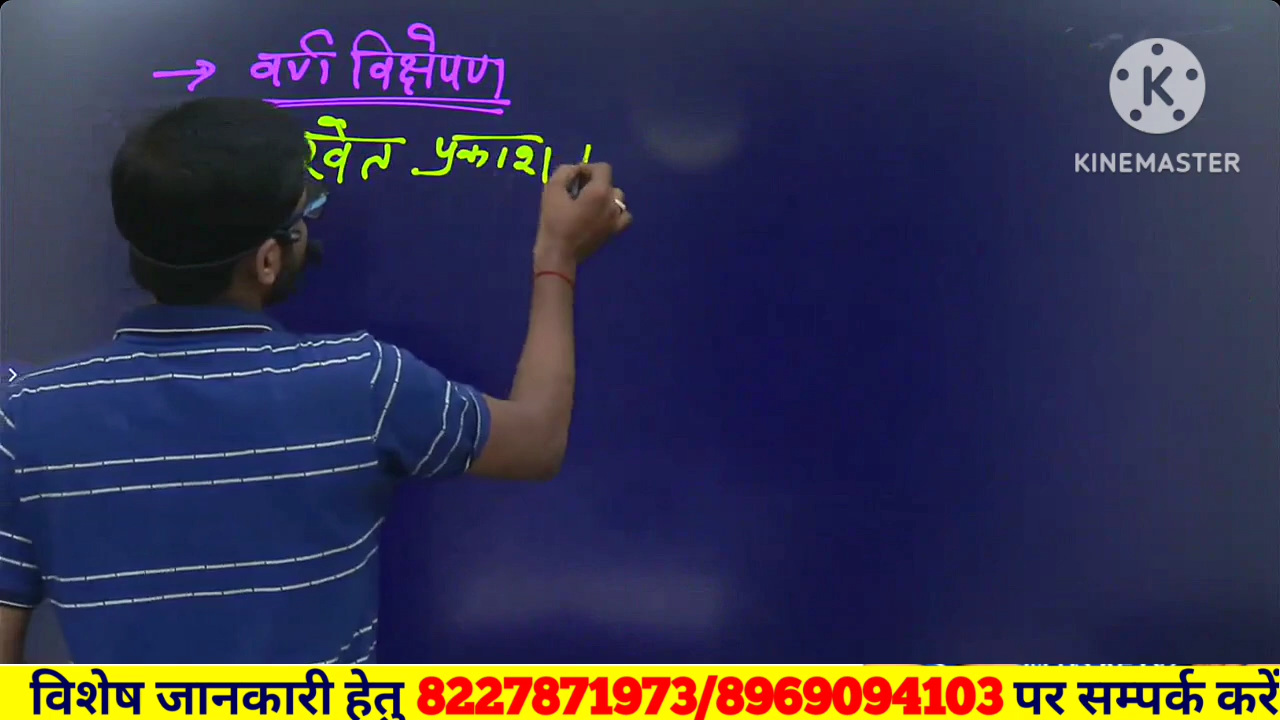 → वर्ण विक्षेपण
श्वेत प्रकाश
KINEMASTER
विशेष जानकारी हेतु 8227871973/8969094103 पर सम्पर्क करें